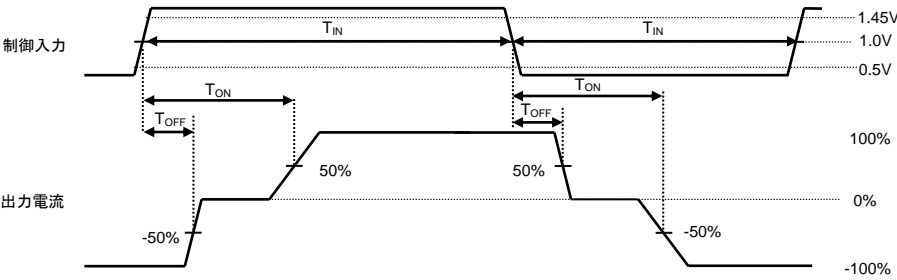 1.45V
T_IN T_IN
制御入力
1.0V
0.5V
T_ON T_ON
T_OFF T_OFF
100%
50% 50%
出力電流
0%
-50% -50%
-100%